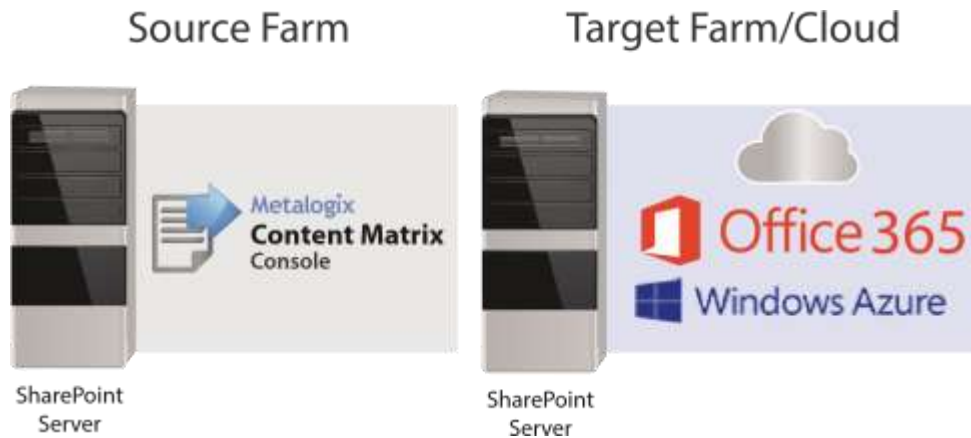 Source Farm
Target Farm/Cloud
Metalogix
Content Matrix
Console
Office 365
Windows Azure
SharePoint
Server
SharePoint
Server